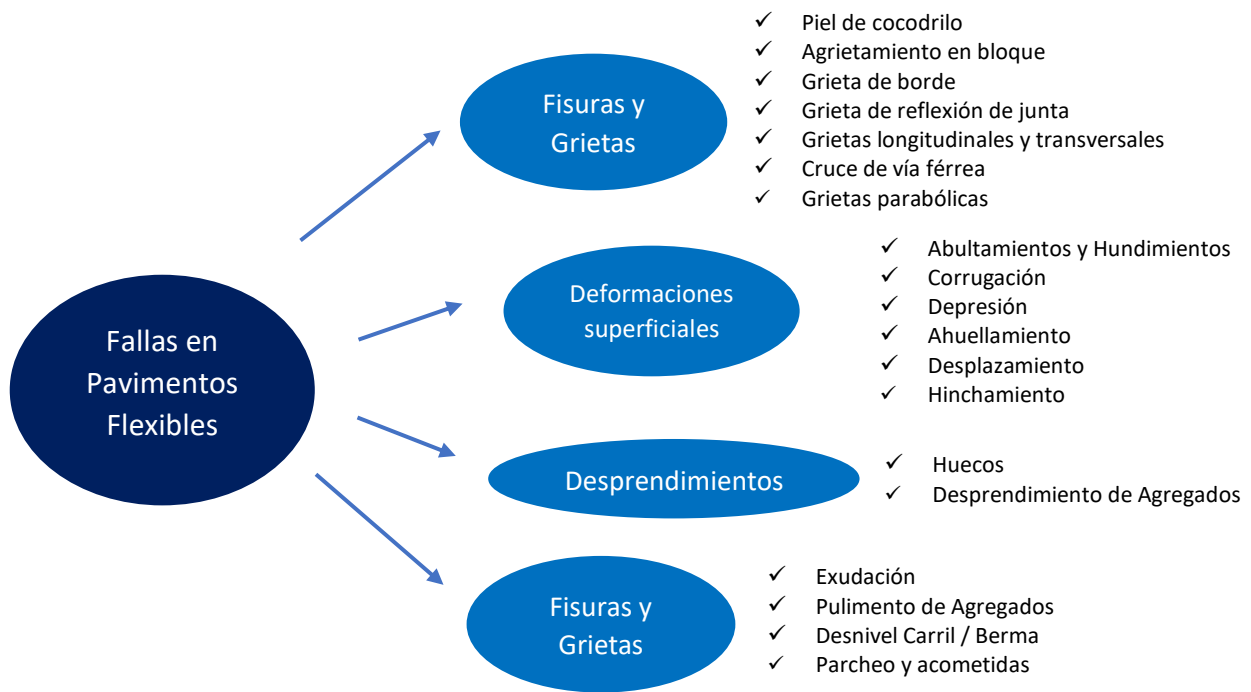 Fallas en
Pavimentos
Flexibles
Fisuras y
Grietas
✓ Piel de cocodrilo
✓ Agrietamiento en bloque
✓ Grieta de borde
✓ Grieta de reflexión de junta
✓ Grietas longitudinales y transversales
✓ Cruce de vía férrea
✓ Grietas parabólicas
Deformaciones
superficiales
✓ Abultamientos y Hundimientos
✓ Corrugación
✓ Depresión
✓ Ahuellamiento
✓ Desplazamiento
✓ Hinchamiento
Desprendimientos
✓ Huecos
✓ Desprendimiento de Agregados
Fisuras y
Grietas
✓ Exudación
✓ Pulimento de Agregados
✓ Desnivel Carril / Berma
✓ Parcheo y acometidas